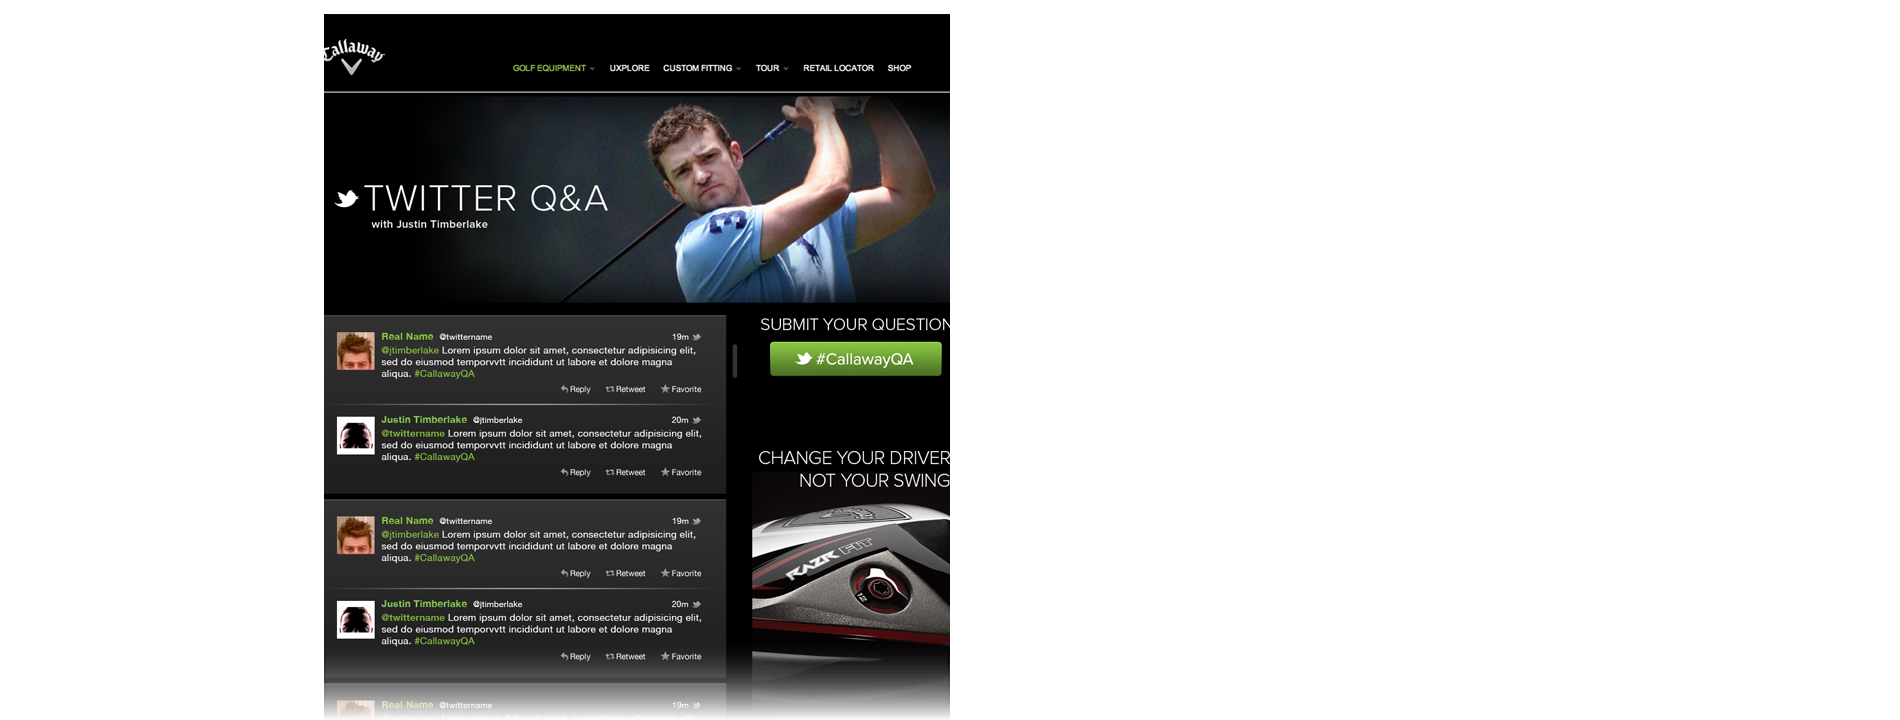 Callaway
GOLF EQUIPMENT UXPLORE CUSTOM FITTING TOUR RETAIL LOCATOR SHOP
TWITTER Q&A
with Justin Timberlake
Real Name @twittername 19m
@jtimberlake Lorem ipsum dolor sit amet, consectetur adipisicing elit,
sed do eiusmod temporvvtt incididunt ut labore et dolore magna
aliqua. #CallawayQA
Reply Retweet Favorite
Justin Timberlake @jtimberlake 20m
@twittername Lorem ipsum dolor sit amet, consectetur adipisicing elit,
sed do eiusmod temporvvtt incididunt ut labore et dolore magna
aliqua. #CallawayQA
Reply Retweet Favorite
Real Name @twittername 19m
@jtimberlake Lorem ipsum dolor sit amet, consectetur adipisicing elit,
sed do eiusmod temporvvtt incididunt ut labore et dolore magna
aliqua. #CallawayQA
Reply Retweet Favorite
Justin Timberlake @jtimberlake 20m
@twittername Lorem ipsum dolor sit amet, consectetur adipisicing elit,
sed do eiusmod temporvvtt incididunt ut labore et dolore magna
aliqua. #CallawayQA
Reply Retweet Favorite
Real Name @twittername 19m
SUBMIT YOUR QUESTION
#CallawayQA
CHANGE YOUR DRIVER
NOT YOUR SWING
RAZR FIT
12